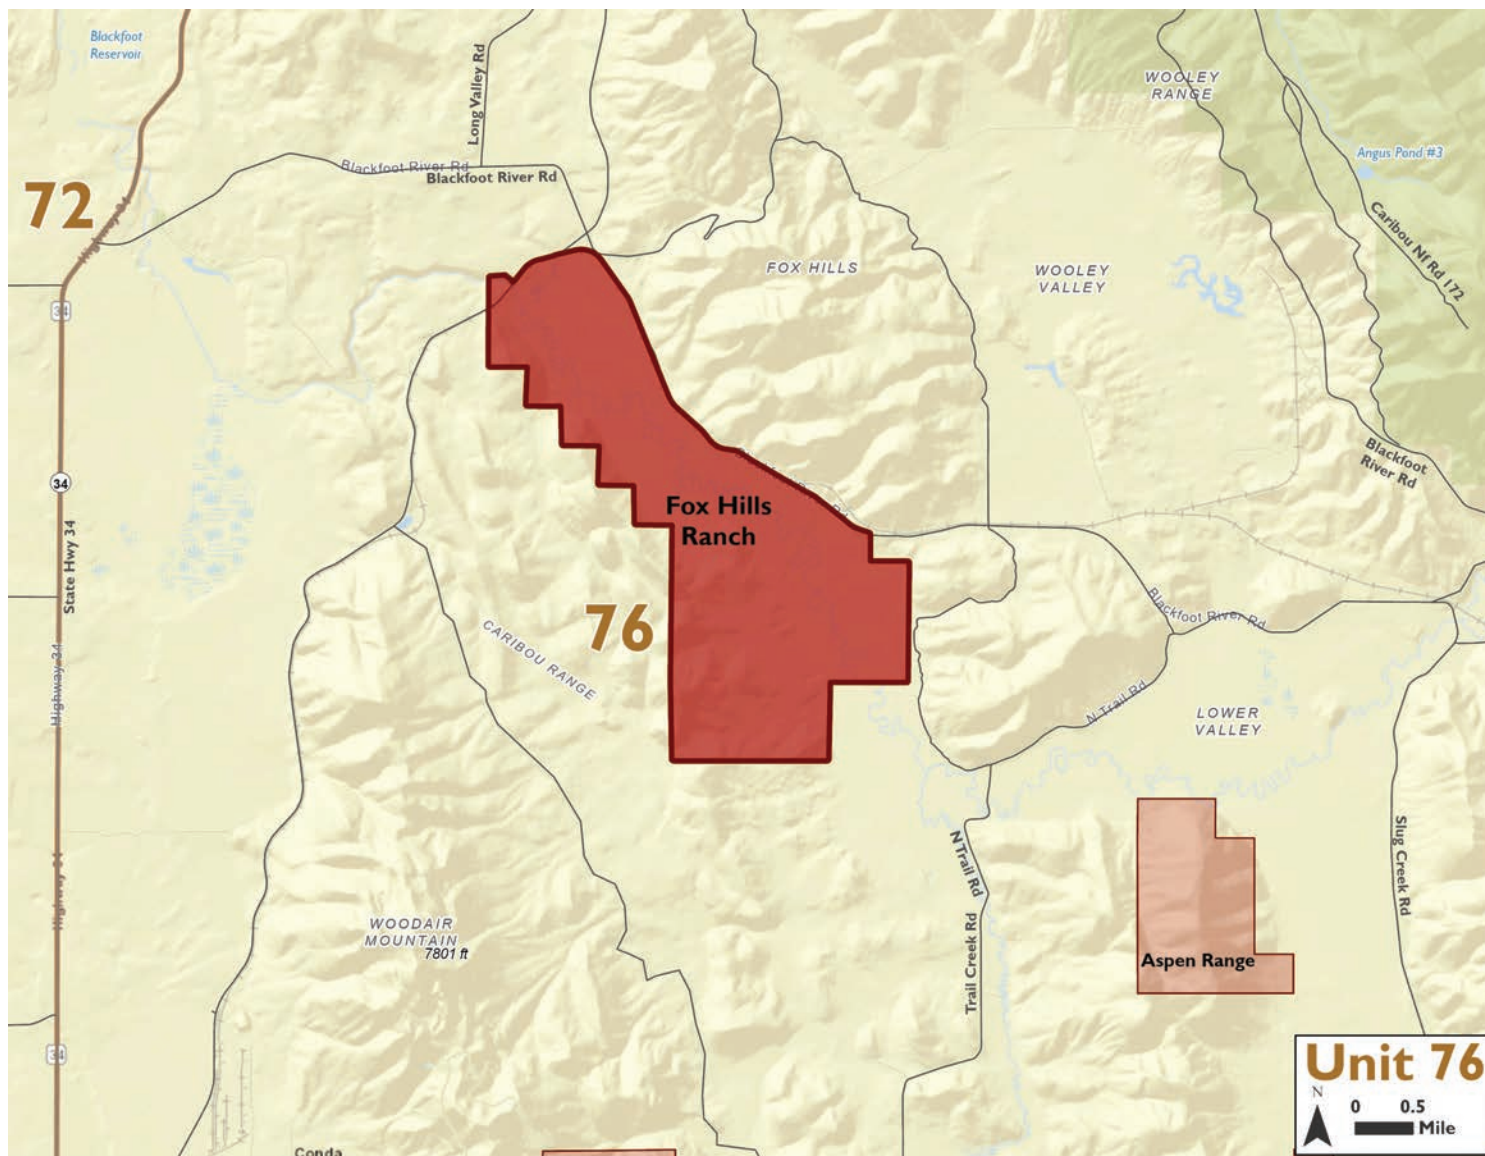 Blackfoot
Reservoir
Long Valley Rd
WOOLEY
RANGE
Angus Pond #3
Blackfoot River Rd
Blackfoot River Rd
72
Highway 34
Caribou Nf Rd 172
FOX HILLS
WOOLEY
VALLEY
34
Blackfoot
River Rd
34
Fox Hills
Ranch
State Hwy 34
76
Blackfoot River Rd
CARIBOU RANGE
Highway 34
N Trail Rd
LOWER
VALLEY
N Trail Rd
Slug Creek Rd
Highway 34
WOODAIR
MOUNTAIN
7801 ft
Trail Creek Rd
Aspen Range
34
Unit 76
N
0 0.5
Mile
Conda